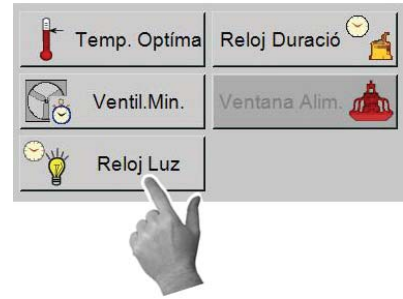 Temp. Optíma
Reloj Duració
Ventil.Min.
Ventana Alim.
Reloj Luz